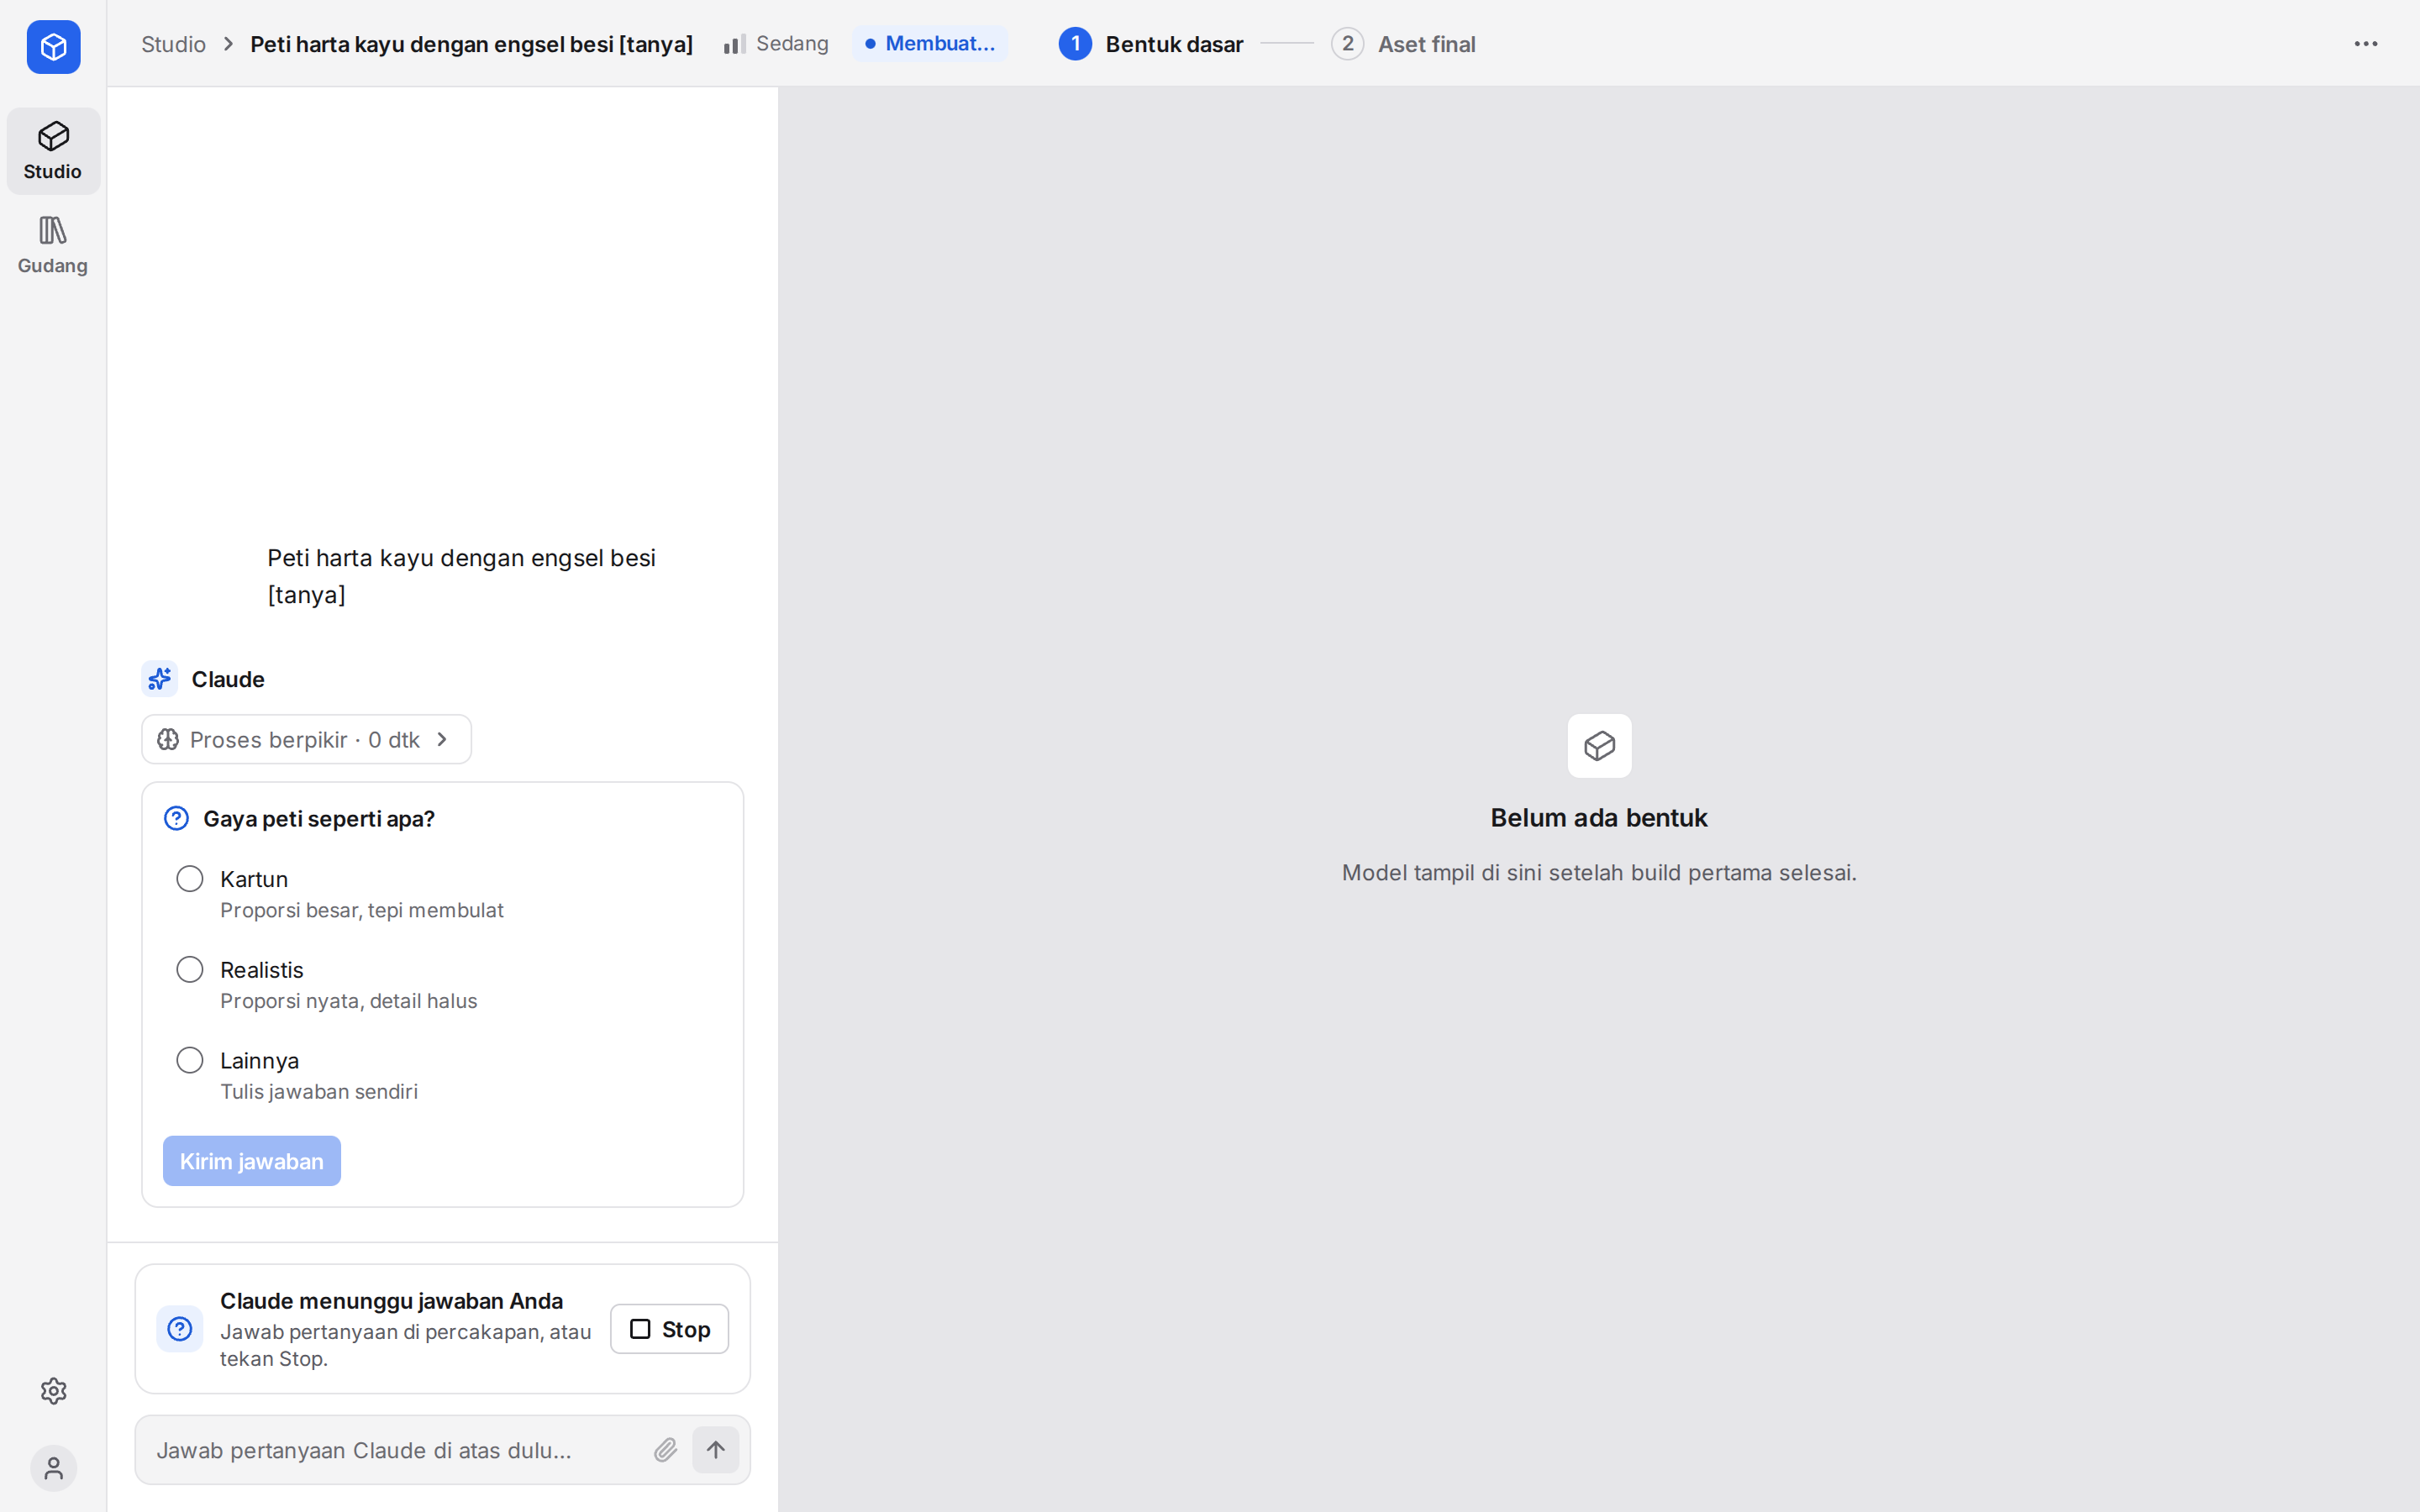 Studio
Peti harta kayu dengan engsel besi [tanya]
Sedang
Membuat...
1
Bentuk dasar
2
Aset final
Studio
Gudang
Peti harta kayu dengan engsel besi
[tanya]
Claude
Proses berpikir · 0 dtk
Gaya peti seperti apa?
Kartun
Proporsi besar, tepi membulat
Realistis
Proporsi nyata, detail halus
Lainnya
Tulis jawaban sendiri
Kirim jawaban
Claude menunggu jawaban Anda
Jawab pertanyaan di percakapan, atau
tekan Stop.
Stop
Jawab pertanyaan Claude di atas dulu...
Belum ada bentuk
Model tampil di sini setelah build pertama selesai.